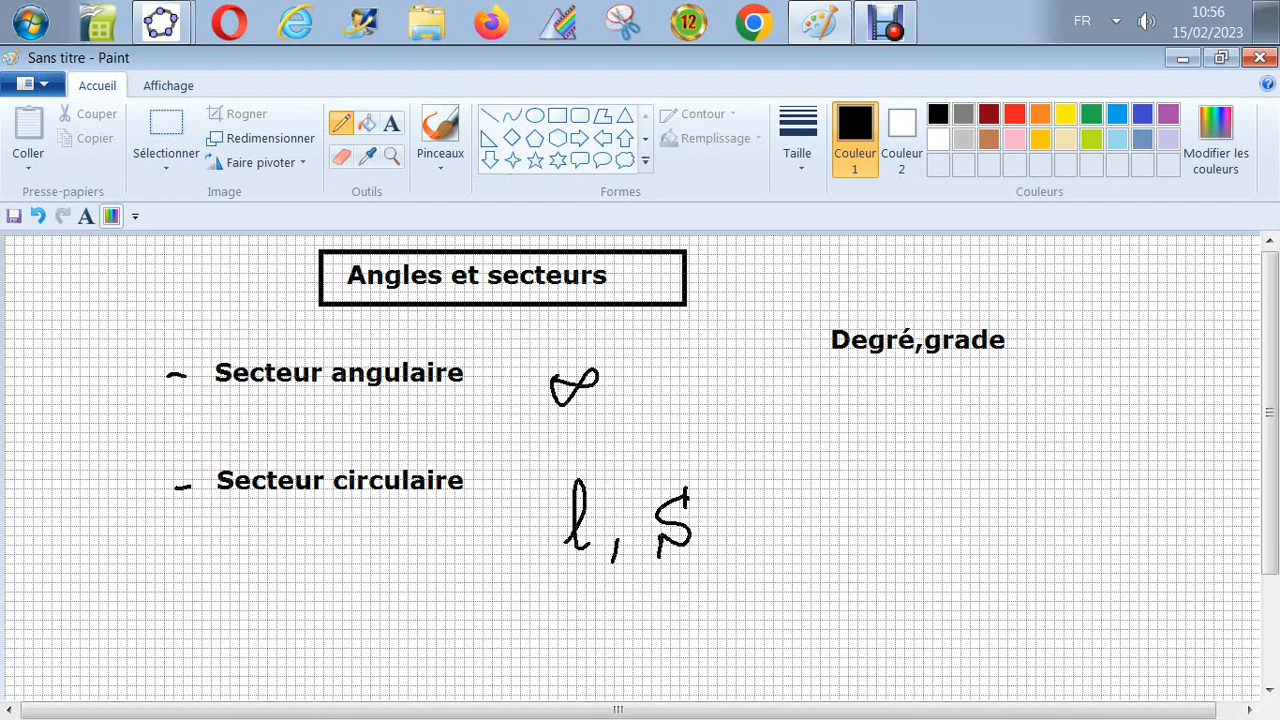 FR
10:56
15/02/2023
12
Sans titre - Paint
Accueil Affichage
Coller
Couper
Copier
Presse-papiers
Sélectionner
Rogner
Redimensionner
Faire pivoter
Image
A
Outils
Pinceaux
Contour
Remplissage
Formes
Taille
Couleur 1
Couleur 2
Modifier les couleurs
Couleurs
A
Angles et secteurs
Degré,grade
- Secteur angulaire ∝
- Secteur circulaire l , S